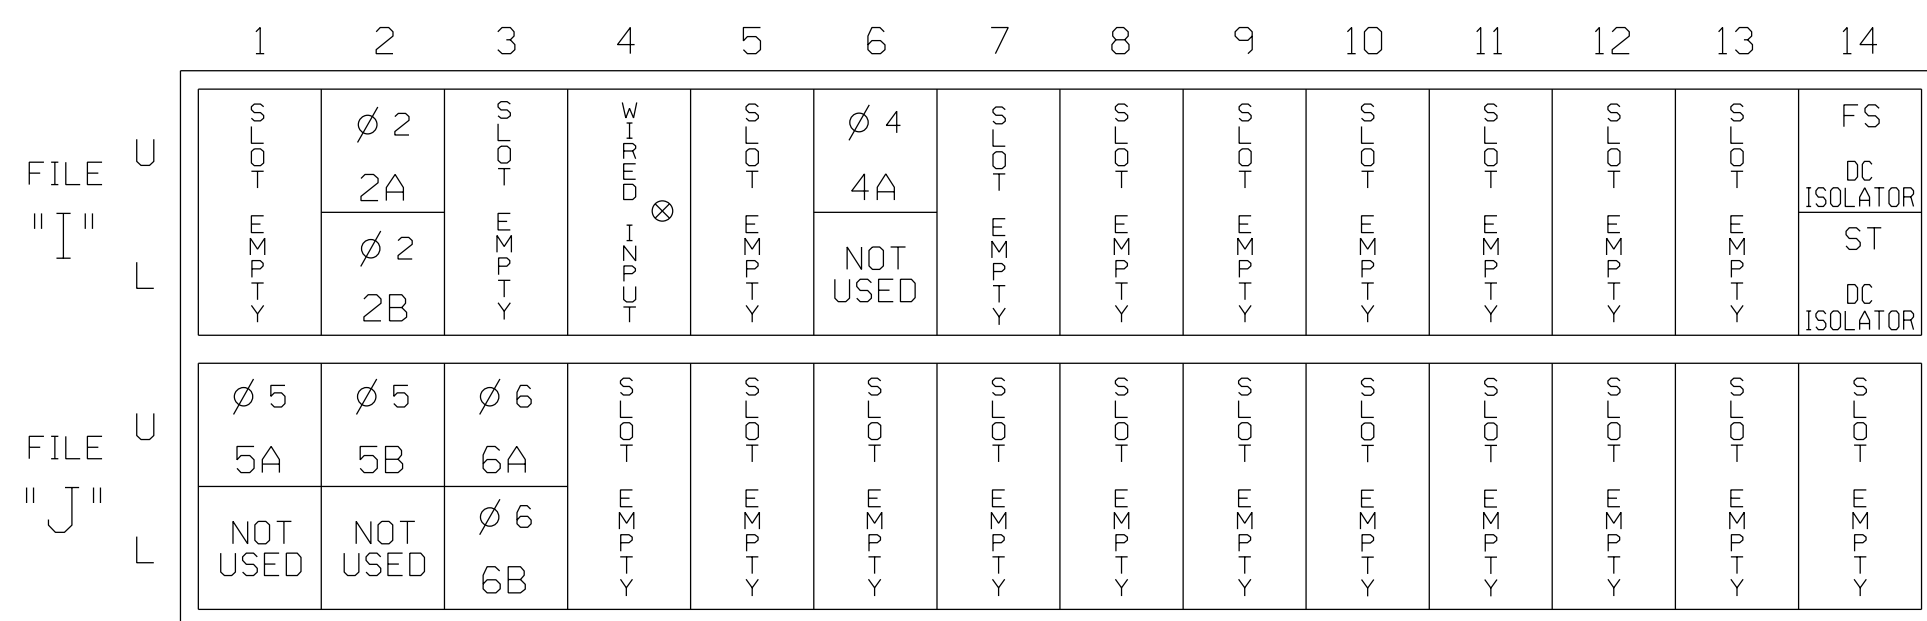 1 2 3 4 5 6 7 8 9 10 11 12 13 14
FILE "I"
U
L
SLOT EMPTY
Ø 2
2A
Ø 2
2B
SLOT EMPTY
WIRED INPUT
SLOT EMPTY
Ø 4
4A
NOT
USED
SLOT EMPTY
SLOT EMPTY
SLOT EMPTY
SLOT EMPTY
SLOT EMPTY
SLOT EMPTY
SLOT EMPTY
FS
DC
ISOLATOR
ST
DC
ISOLATOR
FILE "J"
U
L
Ø 5
5A
NOT
USED
Ø 5
5B
NOT
USED
Ø 6
6A
Ø 6
6B
SLOT EMPTY
SLOT EMPTY
SLOT EMPTY
SLOT EMPTY
SLOT EMPTY
SLOT EMPTY
SLOT EMPTY
SLOT EMPTY
SLOT EMPTY
SLOT EMPTY
SLOT EMPTY